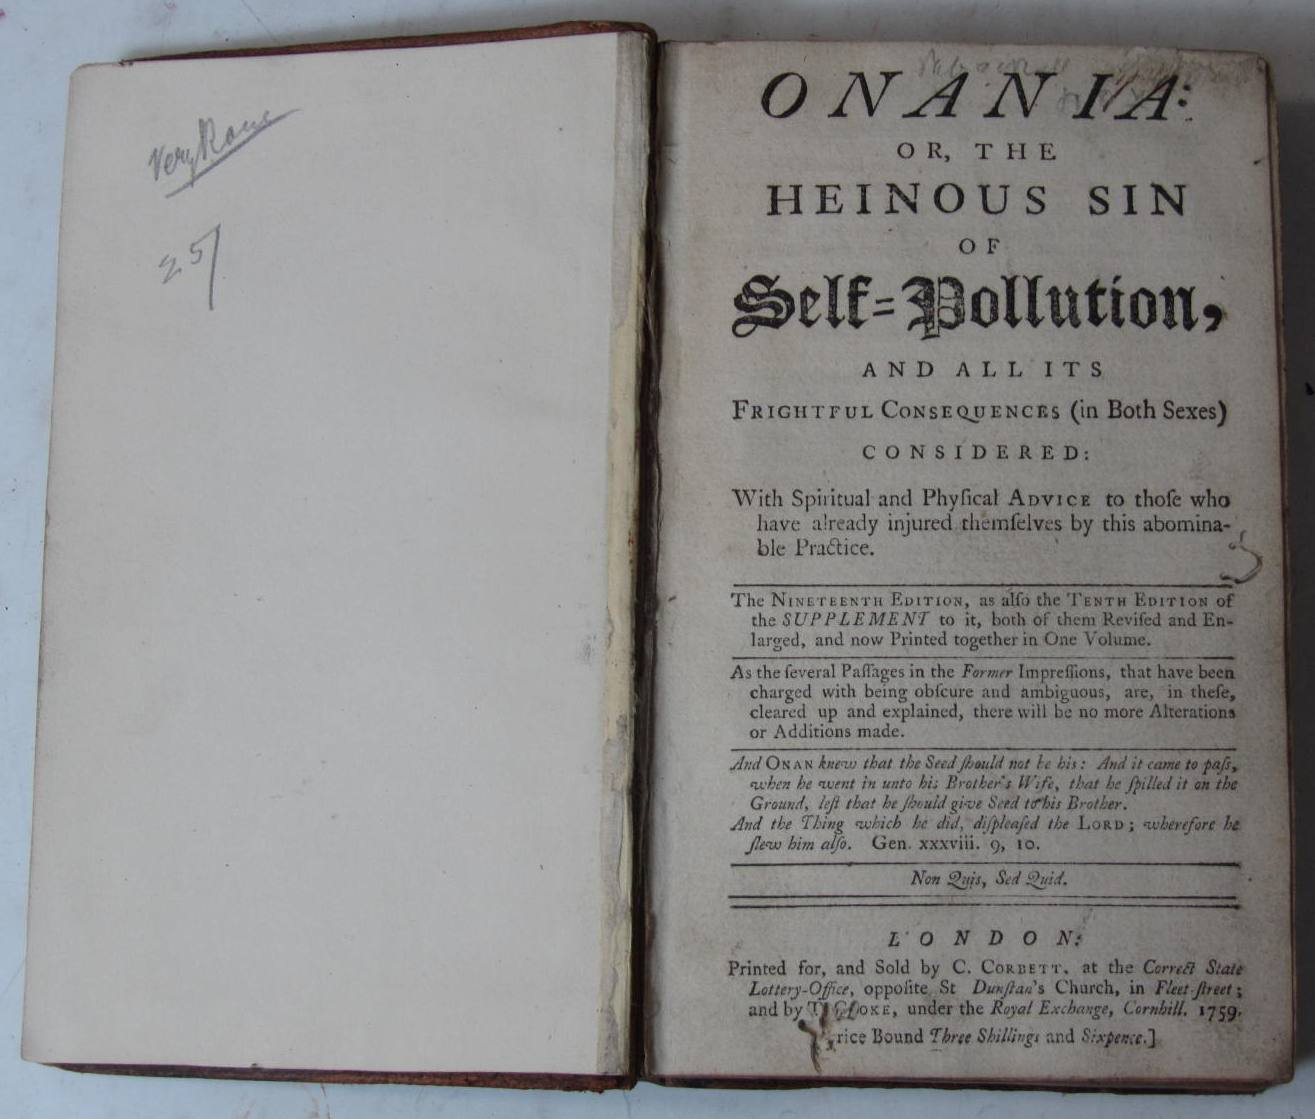 Very Rare
25/
ONANIA:
OR, THE
HEINOUS SIN
OF
Self=Pollution,
AND ALL ITS
FRIGHTFUL CONSEQUENCES (in Both Sexes)
CONSIDERED:
With Spiritual and Phyſical ADVICE to thoſe who
have already injured themſelves by this abomina-
ble Practice.
The NINETEENTH EDITION, as alſo the TENTH EDITION of
the SUPPLEMENT to it, both of them Reviſed and En-
larged, and now Printed together in One Volume.
As the ſeveral Paſſages in the Former Impreſſions, that have been
charged with being obſcure and ambiguous, are, in theſe,
cleared up and explained, there will be no more Alterations
or Additions made.
And ONAN knew that the Seed ſhould not be his: And it came to paſs,
when he went in unto his Brother's Wife, that he ſpilled it on the
Ground, leſt that he ſhould give Seed to his Brother.
And the Thing which he did, diſpleaſed the LORD; wherefore he
ſlew him alſo. Gen. xxxviii. 9, 10.
Non Quis, Sed Quid.
LONDON:
Printed for, and Sold by C. CORBETT, at the Correct State
Lottery-Office, oppoſite St Dunſtan's Church, in Fleet-ſtreet;
and by T. COOKE, under the Royal Exchange, Cornhill. 1759.
rice Bound Three Shillings and Sixpence.]